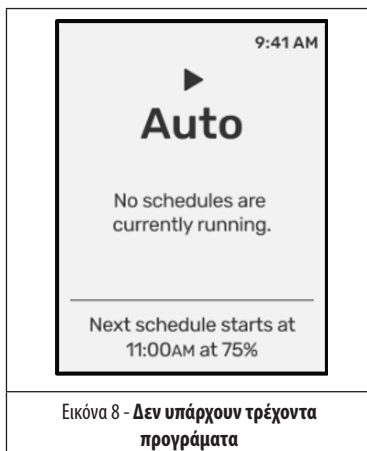 9:41 AM
Auto
No schedules are
currently running.
Next schedule starts at
11:00AM at 75%
Εικόνα 8 - Δεν υπάρχουν τρέχοντα
προγράματα